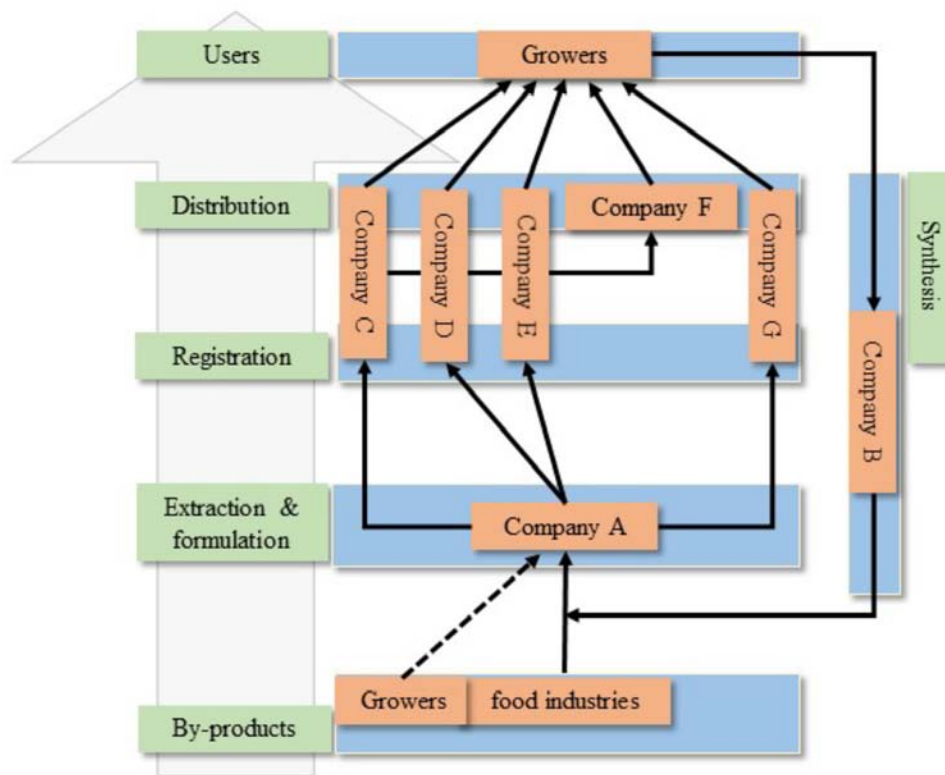 Users
Growers
Distribution
Company C
Company D
Company E
Company F
Company G
Synthesis
Registration
Company B
Extraction &
formulation
Company A
Growers
food industries
By-products